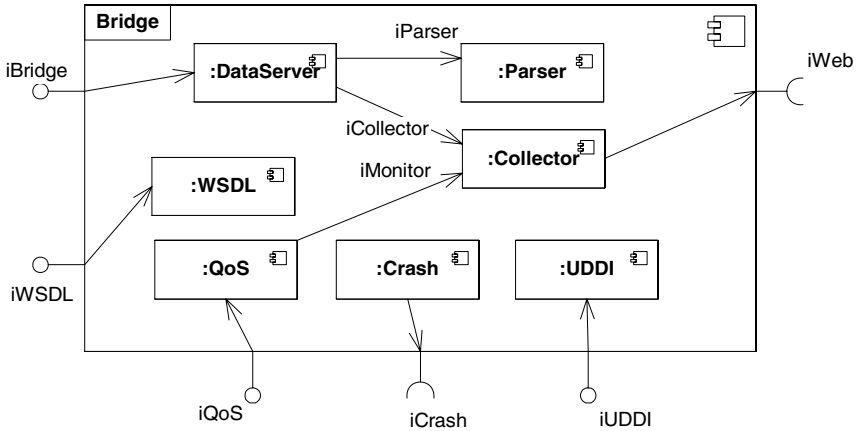 Bridge
iParser
iBridge
:DataServer
:Parser
iWeb
iCollector
:Collector
iMonitor
:WSDL
:QoS
:Crash
:UDDI
iWSDL
iQoS
iCrash
iUDDI